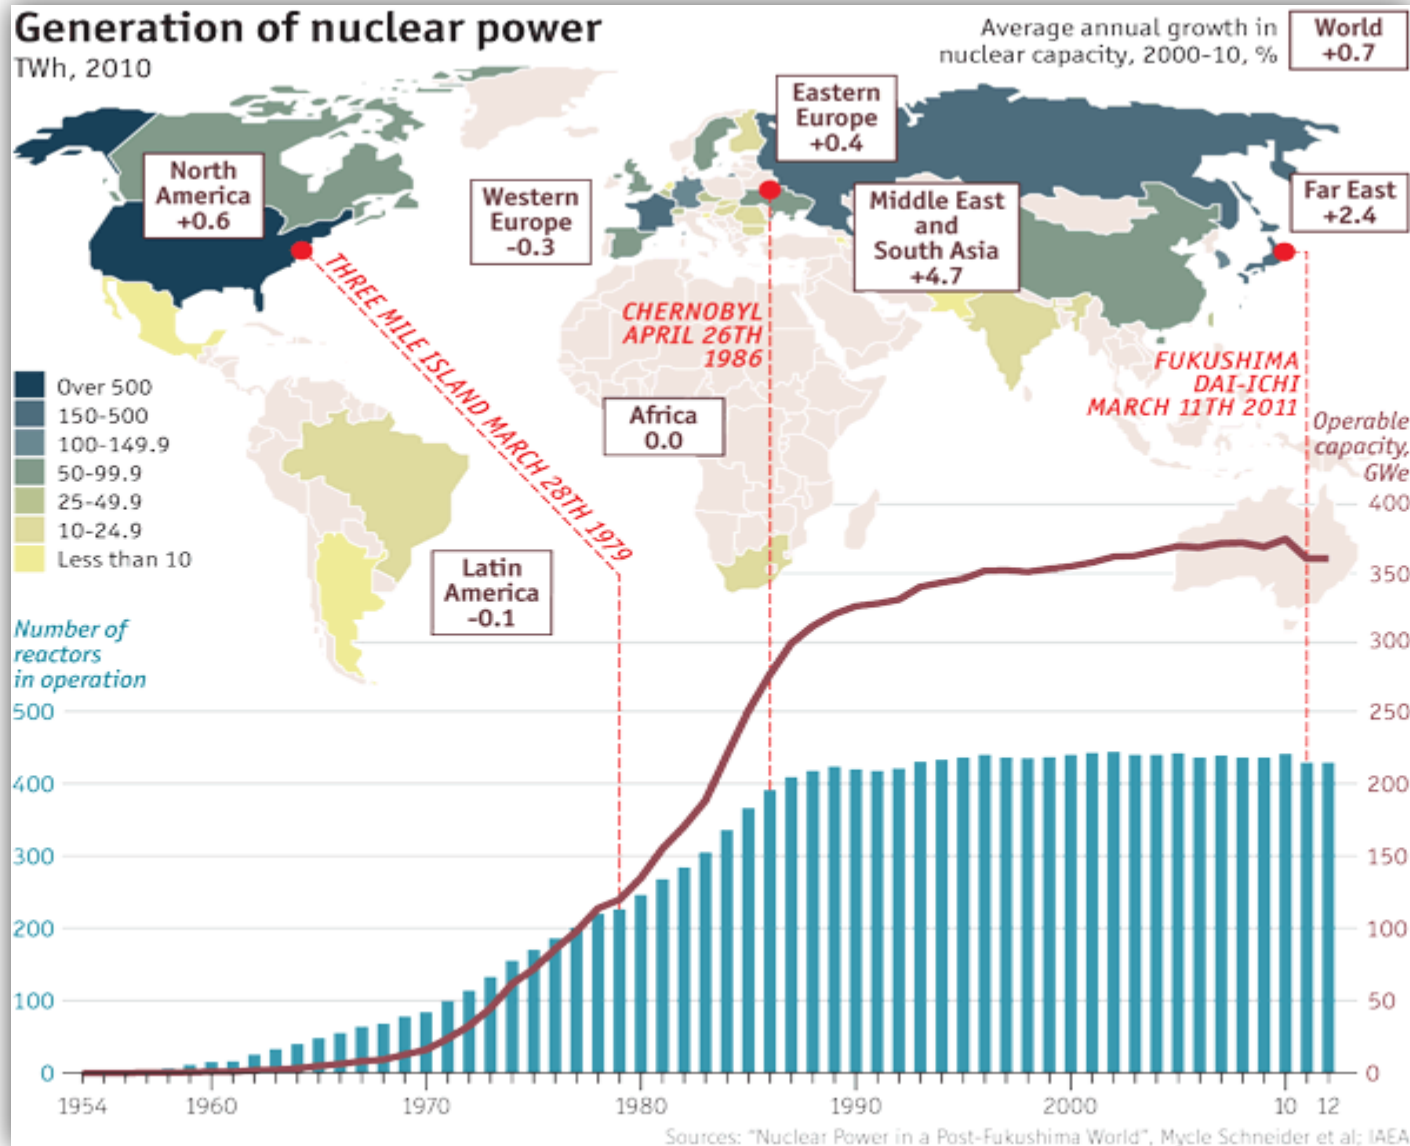 Generation of nuclear power
TWh, 2010
Average annual growth in
nuclear capacity, 2000-10, %
World
+0.7
North
America
+0.6
Western
Europe
-0.3
Eastern
Europe
+0.4
Middle East
and
South Asia
+4.7
Far East
+2.4
Africa
0.0
Latin
America
-0.1
THREE MILE ISLAND MARCH 28TH 1979
CHERNOBYL
APRIL 26TH
1986
FUKUSHIMA
DAI-ICHI
MARCH 11TH 2011
Over 500
150-500
100-149.9
50-99.9
25-49.9
10-24.9
Less than 10
Number of
reactors
in operation
500
400
300
200
100
0
Operable
capacity,
GWe
400
350
300
250
200
150
100
50
0
1954 1960 1970 1980 1990 2000 10 12
Sources: "Nuclear Power in a Post-Fukushima World", Mycle Schneider et al; IAEA